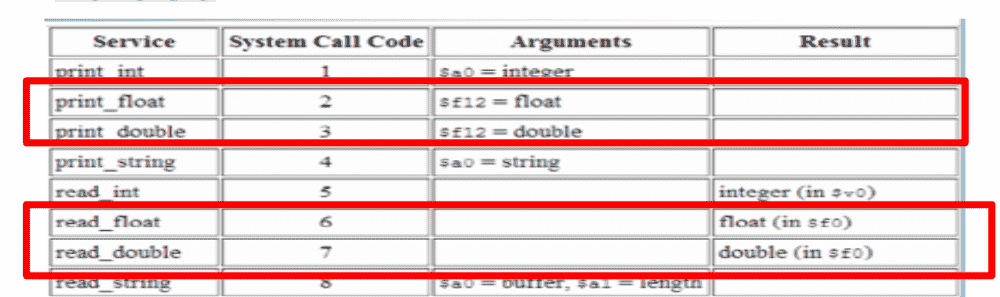 Service System Call Code Arguments Result
print_int 1 $a0 = integer
print_float 2 $f12 = float
print_double 3 $f12 = double
print_string 4 $a0 = string
read_int 5 integer (in $v0)
read_float 6 float (in $f0)
read_double 7 double (in $f0)
read_string 8 $a0 = buffer, $a1 = length